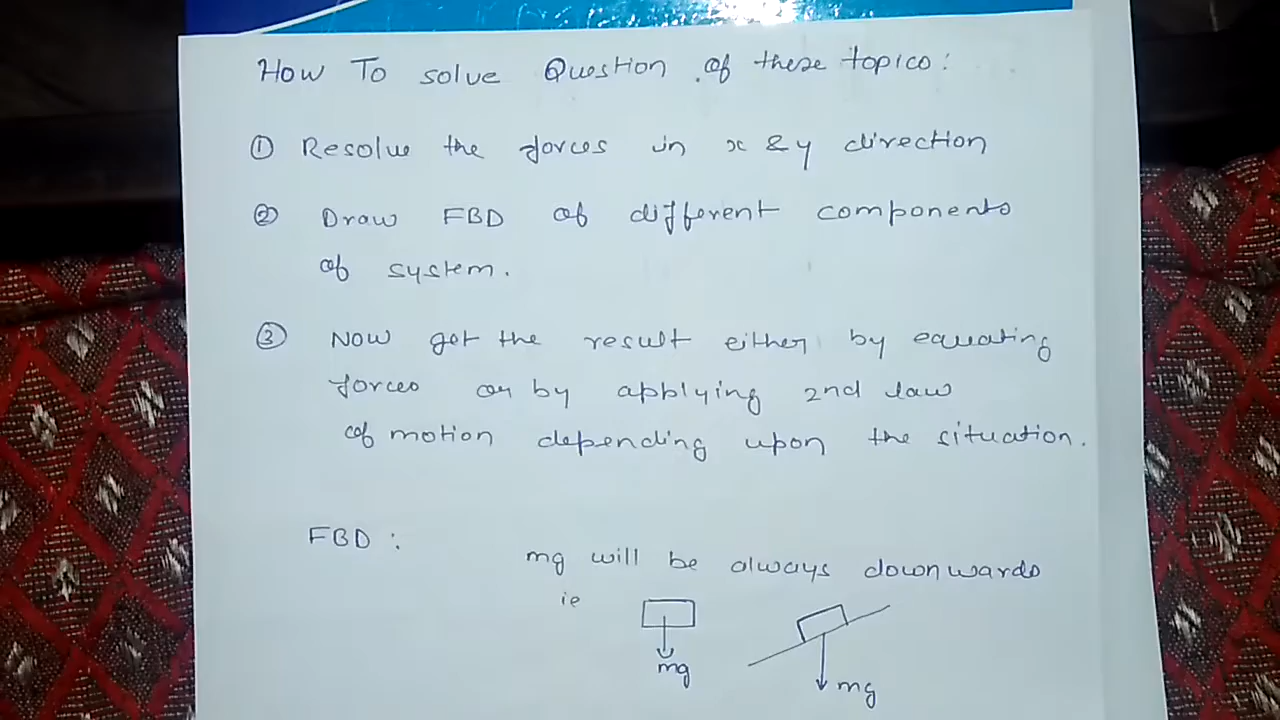 How To solve Question of these topics:
① Resolve the forces in x & y direction
② Draw FBD of different components
of system.
③ Now get the result either by equating
forces or by applying 2nd law
of motion depending upon the situation.
FBD :
mg will be always downwards
ie
mg
mg